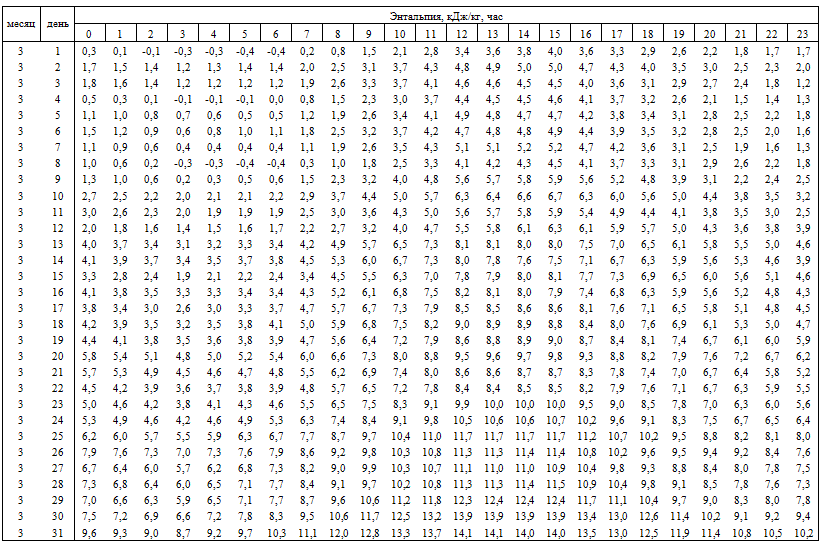 месяц день Энтальпия, кДж/кг, час
0 1 2 3 4 5 6 7 8 9 10 11 12 13 14 15 16 17 18 19 20 21 22 23
3 1 0,3 0,1 -0,1 -0,3 -0,3 -0,4 -0,4 0,2 0,8 1,5 2,1 2,8 3,4 3,6 3,8 4,0 3,6 3,3 2,9 2,6 2,2 1,8 1,7 1,7
3 2 1,7 1,5 1,4 1,2 1,3 1,4 1,4 2,0 2,5 3,1 3,7 4,3 4,8 4,9 5,0 5,0 4,7 4,3 4,0 3,5 3,0 2,5 2,3 2,0
3 3 1,8 1,6 1,4 1,2 1,2 1,2 1,2 1,9 2,6 3,3 3,7 4,1 4,6 4,6 4,5 4,5 4,0 3,6 3,1 2,9 2,7 2,4 1,8 1,2
3 4 0,5 0,3 0,1 -0,1 -0,1 -0,1 0,0 0,8 1,5 2,3 3,0 3,7 4,4 4,5 4,5 4,6 4,1 3,7 3,2 2,6 2,1 1,5 1,4 1,3
3 5 1,1 1,0 0,8 0,7 0,6 0,5 0,5 1,2 1,9 2,6 3,4 4,1 4,9 4,8 4,7 4,7 4,2 3,8 3,4 3,1 2,8 2,5 2,2 1,8
3 6 1,5 1,2 0,9 0,6 0,8 1,0 1,1 1,8 2,5 3,2 3,7 4,2 4,7 4,8 4,8 4,9 4,4 3,9 3,5 3,2 2,8 2,5 2,0 1,6
3 7 1,1 0,9 0,6 0,4 0,4 0,4 0,4 1,1 1,9 2,6 3,5 4,3 5,1 5,1 5,2 5,2 4,7 4,2 3,6 3,1 2,5 1,9 1,6 1,3
3 8 1,0 0,6 0,2 -0,3 -0,3 -0,4 -0,4 0,3 1,0 1,8 2,5 3,3 4,1 4,2 4,3 4,5 4,1 3,7 3,3 3,1 2,9 2,6 2,2 1,8
3 9 1,3 1,0 0,6 0,2 0,3 0,5 0,6 1,5 2,3 3,2 4,0 4,8 5,6 5,7 5,8 5,9 5,6 5,2 4,8 3,9 3,1 2,2 2,4 2,5
3 10 2,7 2,5 2,2 2,0 2,1 2,1 2,2 2,9 3,7 4,4 5,0 5,7 6,3 6,4 6,6 6,7 6,3 6,0 5,6 5,0 4,4 3,8 3,5 3,2
3 11 3,0 2,6 2,3 2,0 1,9 1,9 1,9 2,5 3,0 3,6 4,3 5,0 5,6 5,7 5,8 5,9 5,4 4,9 4,4 4,1 3,8 3,5 3,0 2,5
3 12 2,0 1,8 1,6 1,4 1,5 1,6 1,7 2,2 2,7 3,2 4,0 4,7 5,5 5,8 6,1 6,3 6,1 5,9 5,7 5,0 4,3 3,6 3,8 3,9
3 13 4,0 3,7 3,4 3,1 3,2 3,3 3,4 4,2 4,9 5,7 6,5 7,3 8,1 8,1 8,0 8,0 7,5 7,0 6,5 6,1 5,8 5,5 5,0 4,6
3 14 4,1 3,9 3,7 3,4 3,5 3,7 3,8 4,5 5,3 6,0 6,7 7,3 8,0 7,8 7,6 7,5 7,1 6,7 6,3 5,9 5,6 5,3 4,6 3,9
3 15 3,3 2,8 2,4 1,9 2,1 2,2 2,4 3,4 4,5 5,5 6,3 7,0 7,8 7,9 8,0 8,1 7,7 7,3 6,9 6,5 6,0 5,6 5,1 4,6
3 16 4,1 3,8 3,5 3,3 3,3 3,4 3,4 4,3 5,2 6,1 6,8 7,5 8,2 8,1 8,0 7,9 7,4 6,8 6,3 5,9 5,6 5,2 4,8 4,3
3 17 3,8 3,4 3,0 2,6 3,0 3,3 3,7 4,7 5,7 6,7 7,3 7,9 8,5 8,5 8,6 8,6 8,1 7,6 7,1 6,5 5,8 5,1 4,8 4,5
3 18 4,2 3,9 3,5 3,2 3,5 3,8 4,1 5,0 5,9 6,8 7,5 8,2 9,0 8,9 8,9 8,8 8,4 8,0 7,6 6,9 6,1 5,3 5,0 4,7
3 19 4,4 4,1 3,8 3,5 3,6 3,8 3,9 4,7 5,6 6,4 7,2 7,9 8,6 8,8 8,9 9,0 8,7 8,4 8,1 7,4 6,7 6,1 6,0 5,9
3 20 5,8 5,4 5,1 4,8 5,0 5,2 5,4 6,0 6,6 7,3 8,0 8,8 9,5 9,6 9,7 9,8 9,3 8,8 8,2 7,9 7,6 7,2 6,7 6,2
3 21 5,7 5,3 4,9 4,5 4,6 4,7 4,8 5,5 6,2 6,9 7,4 8,0 8,6 8,6 8,7 8,7 8,3 7,8 7,4 7,0 6,7 6,4 5,8 5,2
3 22 4,5 4,2 3,9 3,6 3,7 3,8 3,9 4,8 5,7 6,5 7,2 7,8 8,4 8,4 8,5 8,5 8,2 7,9 7,6 7,1 6,7 6,3 5,9 5,5
3 23 5,0 4,6 4,2 3,8 4,1 4,3 4,6 5,5 6,5 7,5 8,3 9,1 9,9 10,0 10,0 10,0 9,5 9,0 8,5 7,8 7,0 6,3 6,0 5,6
3 24 5,3 4,9 4,6 4,2 4,6 4,9 5,3 6,3 7,4 8,4 9,1 9,8 10,5 10,6 10,6 10,7 10,2 9,6 9,1 8,3 7,5 6,7 6,5 6,4
3 25 6,2 6,0 5,7 5,5 5,9 6,3 6,7 7,7 8,7 9,7 10,4 11,0 11,7 11,7 11,7 11,7 11,2 10,7 10,2 9,5 8,8 8,2 8,1 8,0
3 26 7,9 7,6 7,3 7,0 7,3 7,6 7,9 8,6 9,2 9,8 10,3 10,8 11,3 11,3 11,4 11,4 10,8 10,2 9,6 9,5 9,4 9,2 8,4 7,6
3 27 6,7 6,4 6,0 5,7 6,2 6,8 7,3 8,2 9,0 9,9 10,3 10,7 11,1 11,0 11,0 10,9 10,4 9,8 9,3 8,8 8,4 8,0 7,8 7,5
3 28 7,3 6,8 6,4 6,0 6,5 7,1 7,7 8,4 9,1 9,7 10,2 10,8 11,3 11,3 11,4 11,5 10,9 10,4 9,8 9,1 8,5 7,8 7,6 7,3
3 29 7,0 6,6 6,3 5,9 6,5 7,1 7,7 8,7 9,6 10,6 11,2 11,8 12,3 12,4 12,4 12,4 11,7 11,1 10,4 9,7 9,0 8,3 8,0 7,8
3 30 7,5 7,2 6,9 6,6 7,2 7,8 8,3 9,5 10,6 11,7 12,5 13,2 13,9 13,9 13,9 13,9 13,4 13,0 12,6 11,4 10,2 9,1 9,2 9,4
3 31 9,6 9,3 9,0 8,7 9,2 9,7 10,3 11,1 12,0 12,8 13,3 13,7 14,1 14,1 14,0 14,0 13,5 13,0 12,5 11,9 11,4 10,8 10,5 10,2